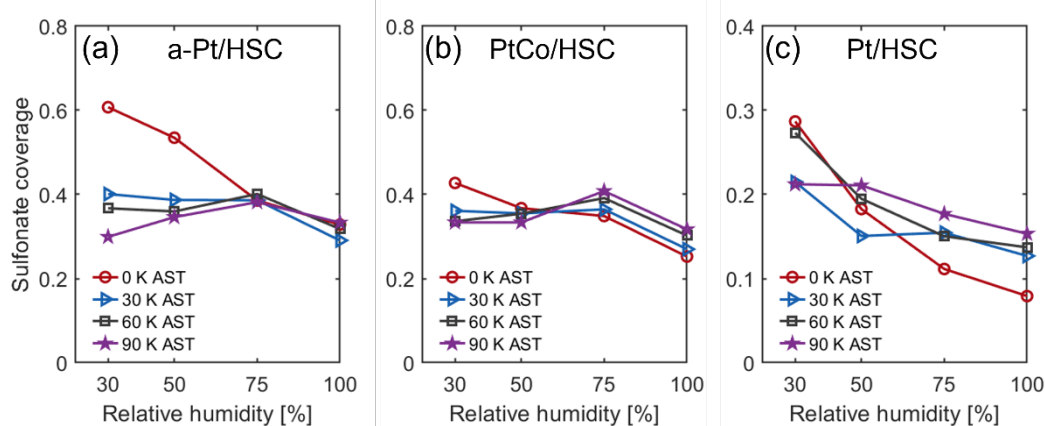 (a) a-Pt/HSC
0.8
0.6
0.4
0.2
0
Sulfonate coverage
0 K AST
30 K AST
60 K AST
90 K AST
30 50 75 100
Relative humidity [%]
(b) PtCo/HSC
0.8
0.6
0.4
0.2
0
0 K AST
30 K AST
60 K AST
90 K AST
30 50 75 100
Relative humidity [%]
(c) Pt/HSC
0.4
0.3
0.2
0.1
0
0 K AST
30 K AST
60 K AST
90 K AST
30 50 75 100
Relative humidity [%]